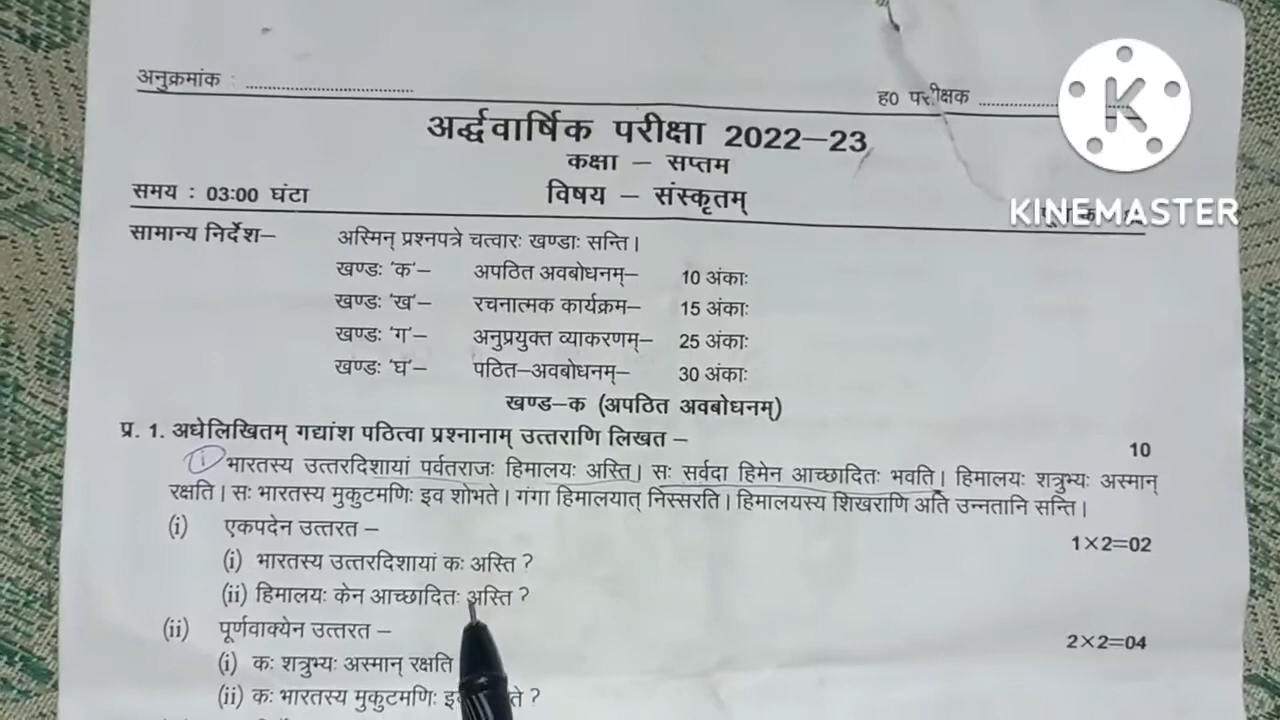 अनुक्रमांक : ..............................
ह0 परीक्षक ..............
K
अर्द्धवार्षिक परीक्षा 2022–23
कक्षा – सप्तम
समय : 03:00 घंटा
विषय – संस्कृतम्
KINEMASTER
सामान्य निर्देश– अस्मिन् प्रश्नपत्रे चत्वारः खण्डाः सन्ति।
खण्डः 'क'– अपठित अवबोधनम्– 10 अंकाः
खण्डः 'ख'– रचनात्मक कार्यक्रम– 15 अंकाः
खण्डः 'ग'– अनुप्रयुक्त व्याकरणम्– 25 अंकाः
खण्डः 'घ'– पठित–अवबोधनम्– 30 अंकाः
खण्ड–क (अपठित अवबोधनम्)
प्र. 1. अधेलिखितम् गद्यांश पठित्वा प्रश्नानाम् उत्तराणि लिखत – 10
i भारतस्य उत्तरदिशायां पर्वतराजः हिमालयः अस्ति। सः सर्वदा हिमेन आच्छादितः भवति। हिमालयः शत्रुभ्यः अस्मान्
रक्षति। सः भारतस्य मुकुटमणिः इव शोभते। गंगा हिमालयात् निस्सरति। हिमालयस्य शिखराणि अति उन्नतानि सन्ति।
(i) एकपदेन उत्तरत – 1×2=02
(i) भारतस्य उत्तरदिशायां कः अस्ति ?
(ii) हिमालयः केन आच्छादितः अस्ति ?
(ii) पूर्णवाक्येन उत्तरत – 2×2=04
(i) कः शत्रुभ्यः अस्मान् रक्षति
(ii) कः भारतस्य मुकुटमणिः ?